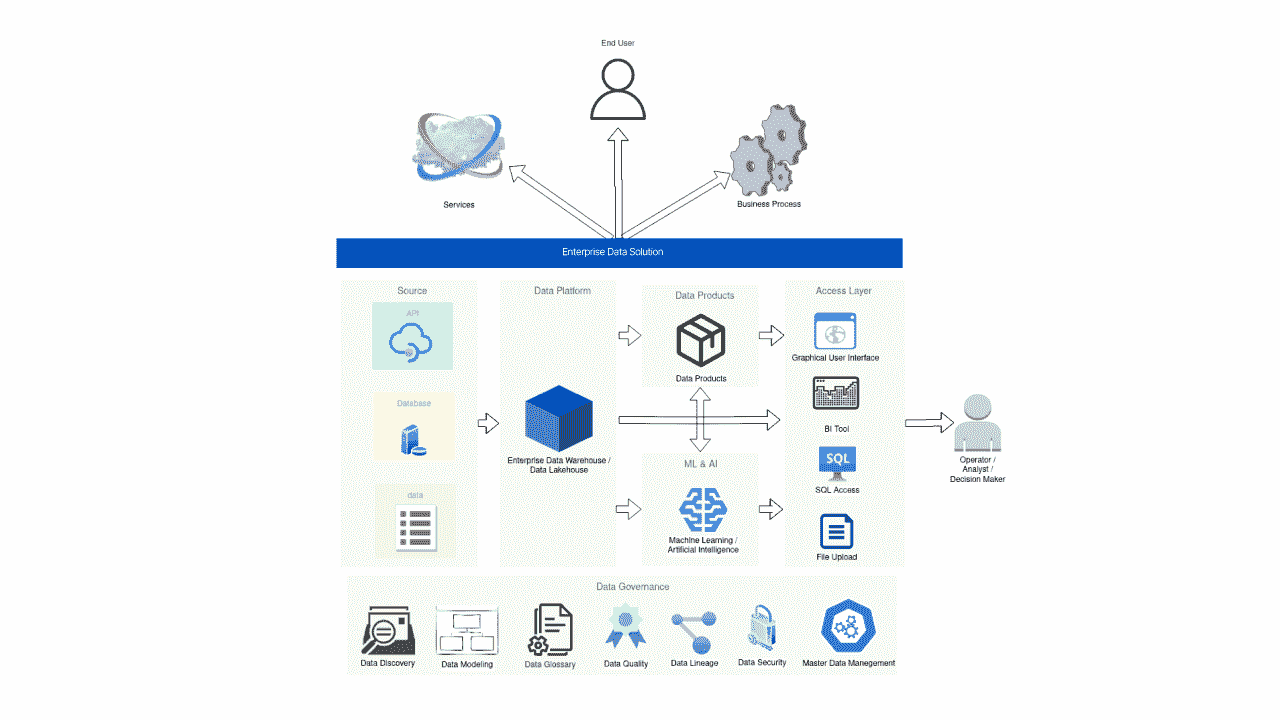 End User
Services
Business Process
Enterprise Data Solution
Source
Data Platform
Data Products
Access Layer
API
Graphical User Interface
Data Products
Database
BI Tool
Enterprise Data Warehouse /
Data Lakehouse
ML & AI
SQL
SQL Access
Operator /
Analyst /
Decision Maker
data
Machine Learning /
Artificial Intelligence
File Upload
Data Governance
Data Discovery
Data Modeling
Data Glossary
Data Quality
Data Lineage
Data Security
Master Data Management